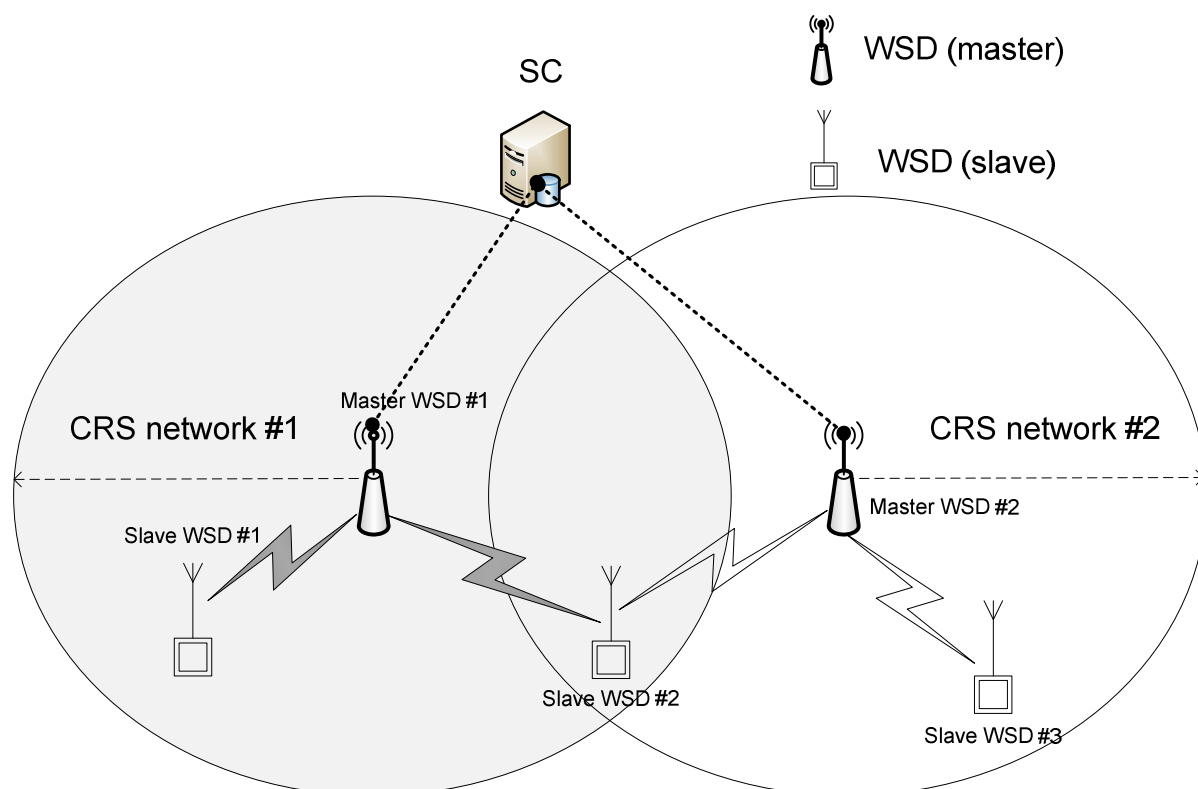 WSD (master)
SC
WSD (slave)
Master WSD #1
CRS network #1
CRS network #2
Master WSD #2
Slave WSD #1
Slave WSD #2
Slave WSD #3